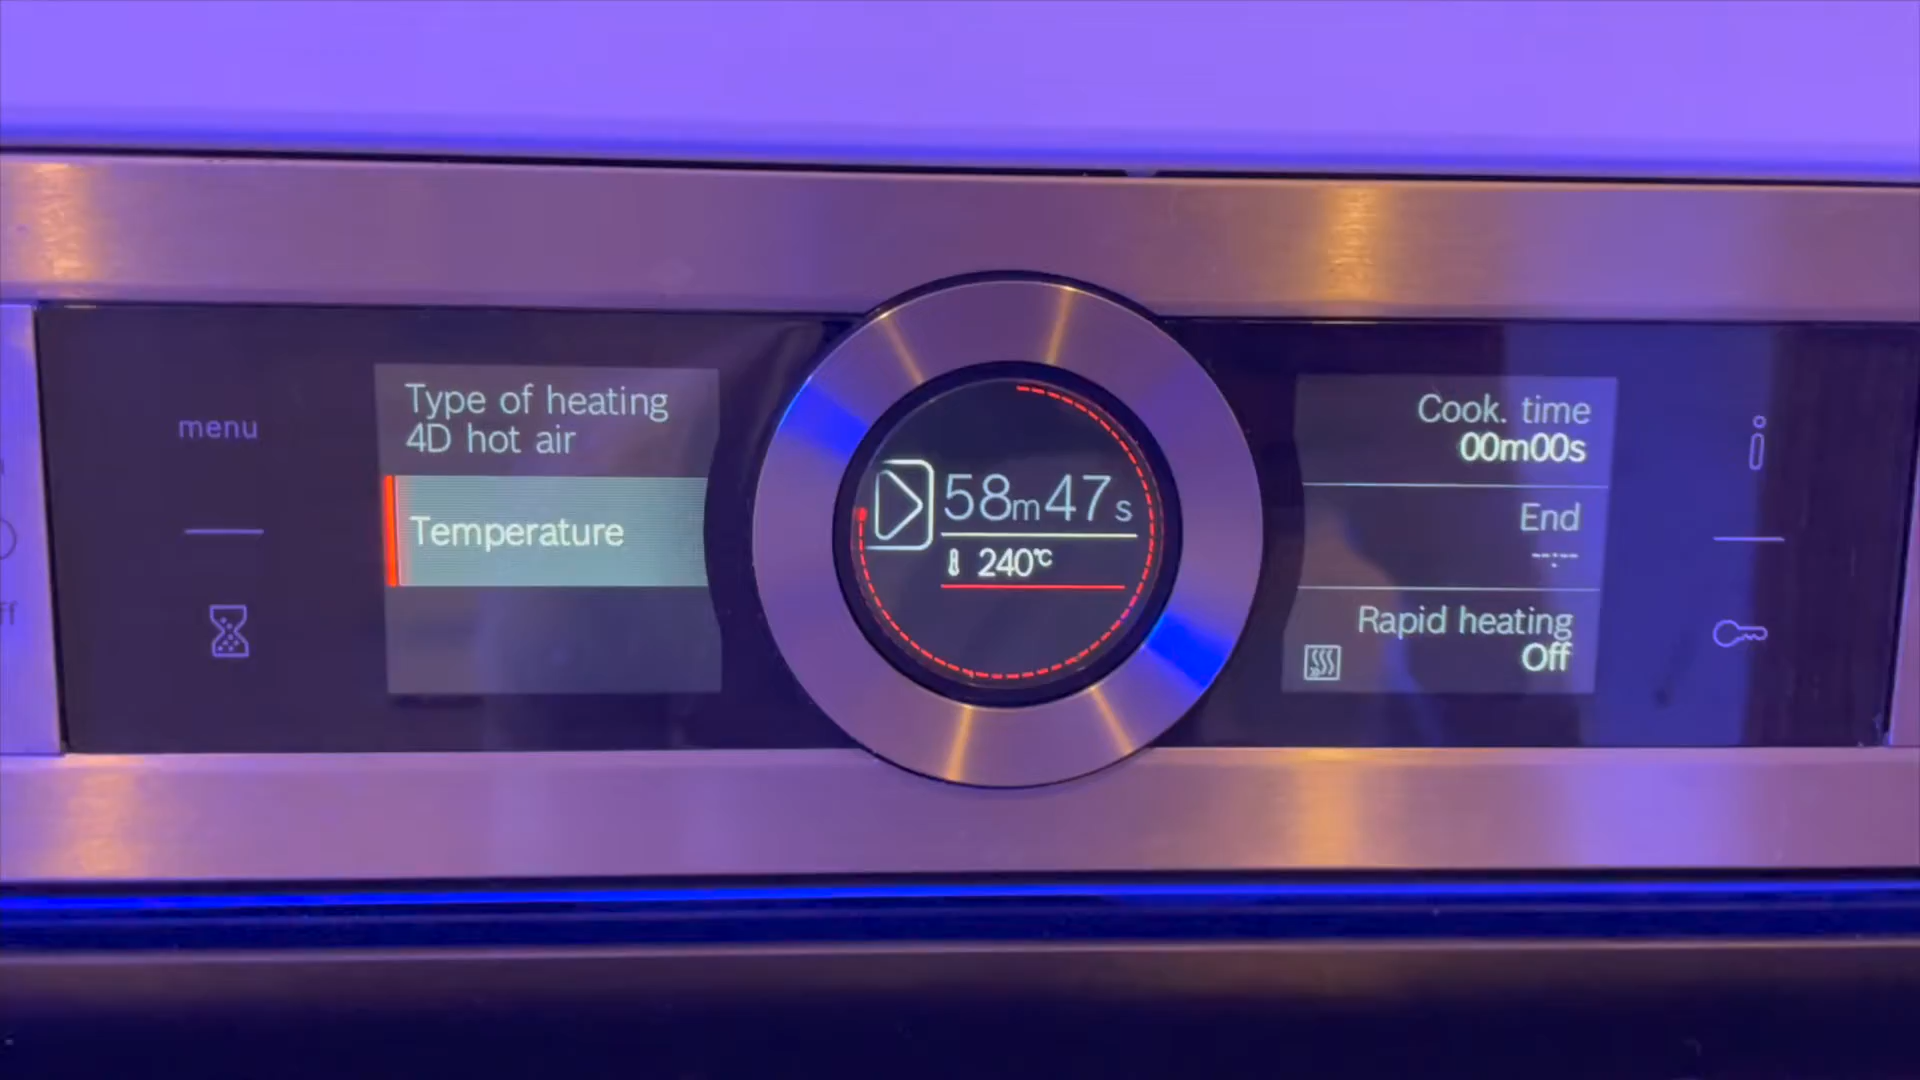 menu
Type of heating
4D hot air
Temperature
58m47s
240°C
Cook. time
00m00s
End
--:--
Rapid heating
Off